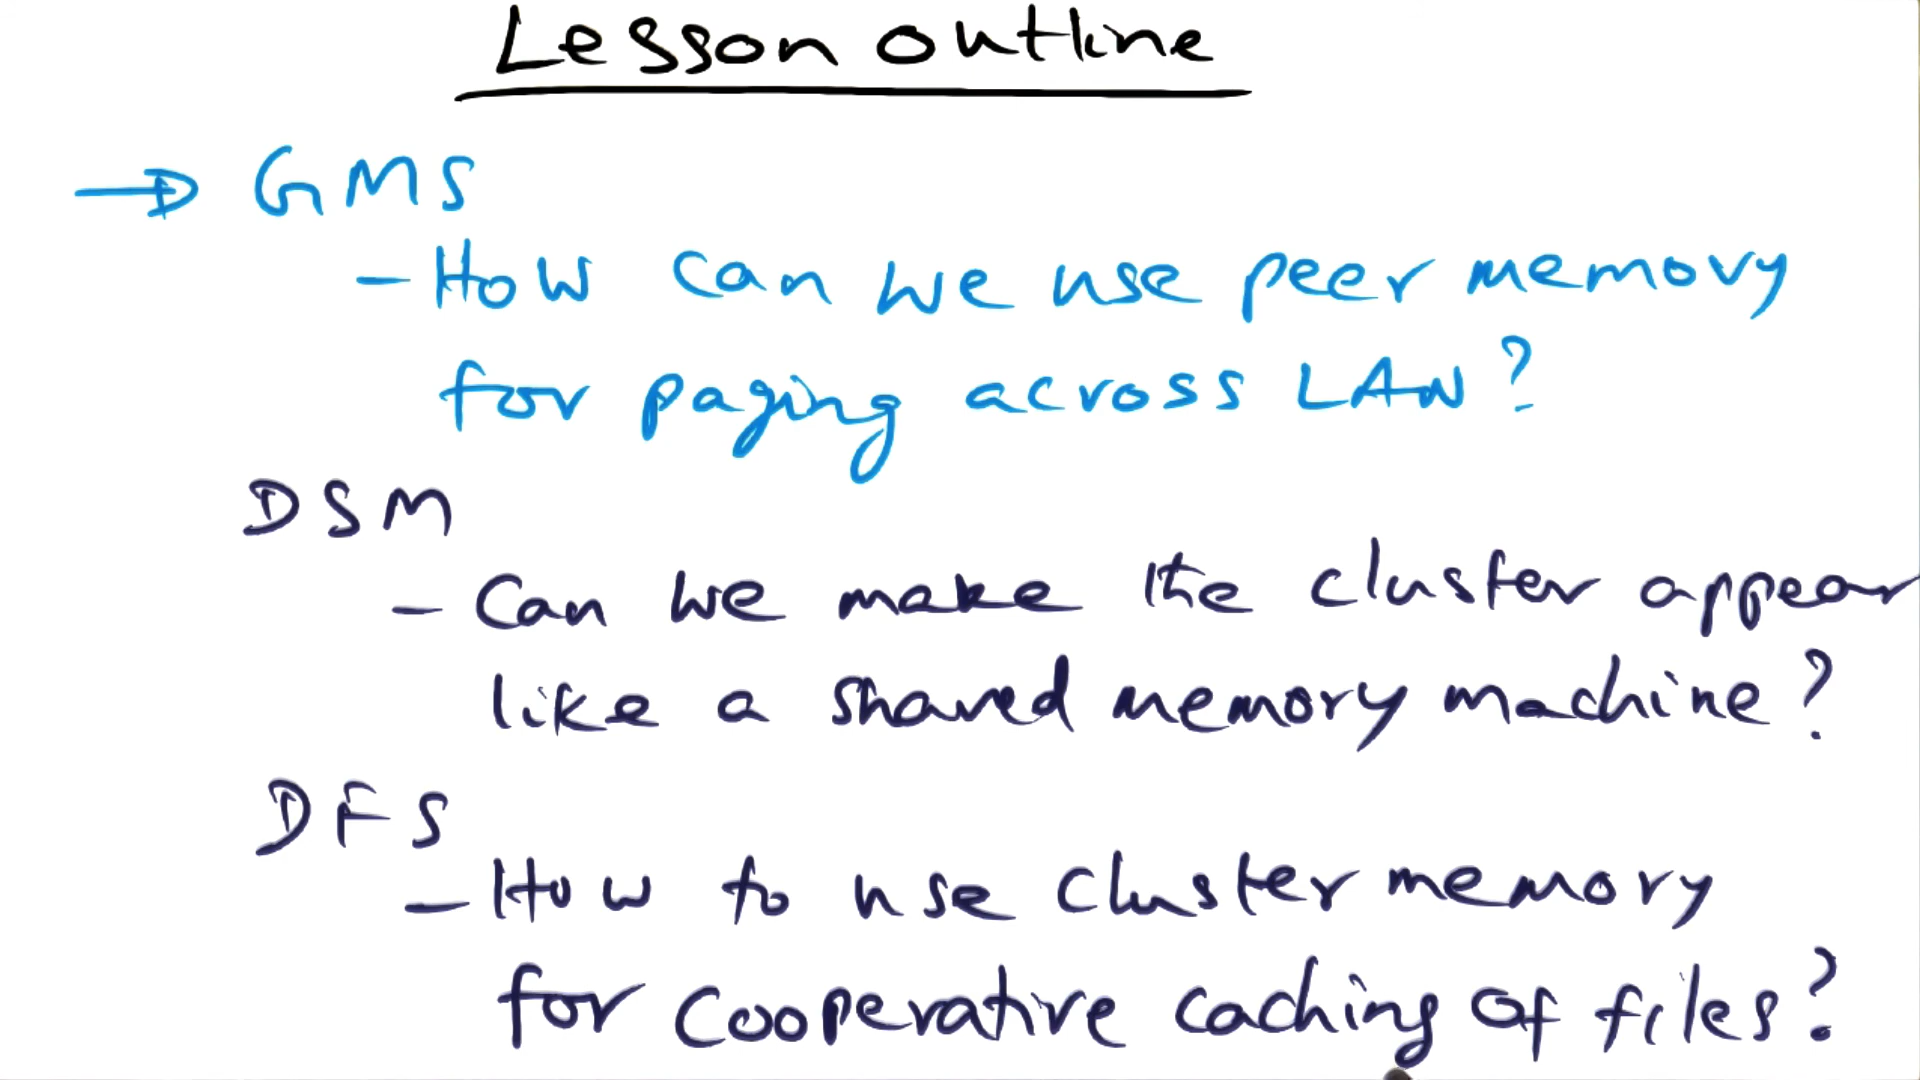 Lesson outline
→ GMS
- How can we use peer memory
for paging across LAN?
DSM
- Can we make the cluster appear
like a shared memory machine?
DFS
- How to use cluster memory
for cooperative caching of files?